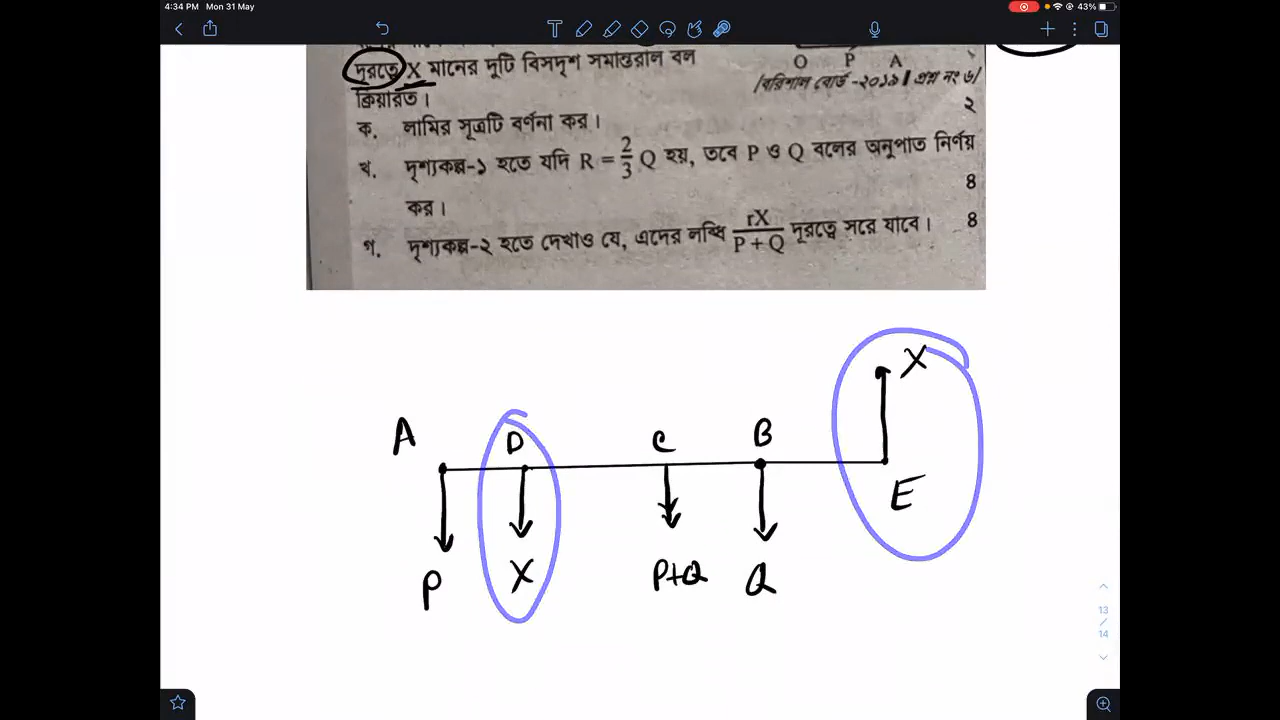 4:34 PM Mon 31 May
43%
দূরত্বে X মানের দুটি বিসদৃশ সমান্তরাল বল
O P A
ক্রিয়ারত।
/বরিশাল বোর্ড -২০১৯। প্রশ্ন নং ৬/
ক. লামির সূত্রটি বর্ণনা কর। ২
খ. দৃশ্যকল্প-১ হতে যদি R = 2/3 Q হয়, তবে P ও Q বলের অনুপাত নির্ণয়
কর। 8
গ. দৃশ্যকল্প-২ হতে দেখাও যে, এদের লব্ধি rX/P + Q দূরত্বে সরে যাবে। 8
X
A D C B
E
P X P+Q Q
13
/
14